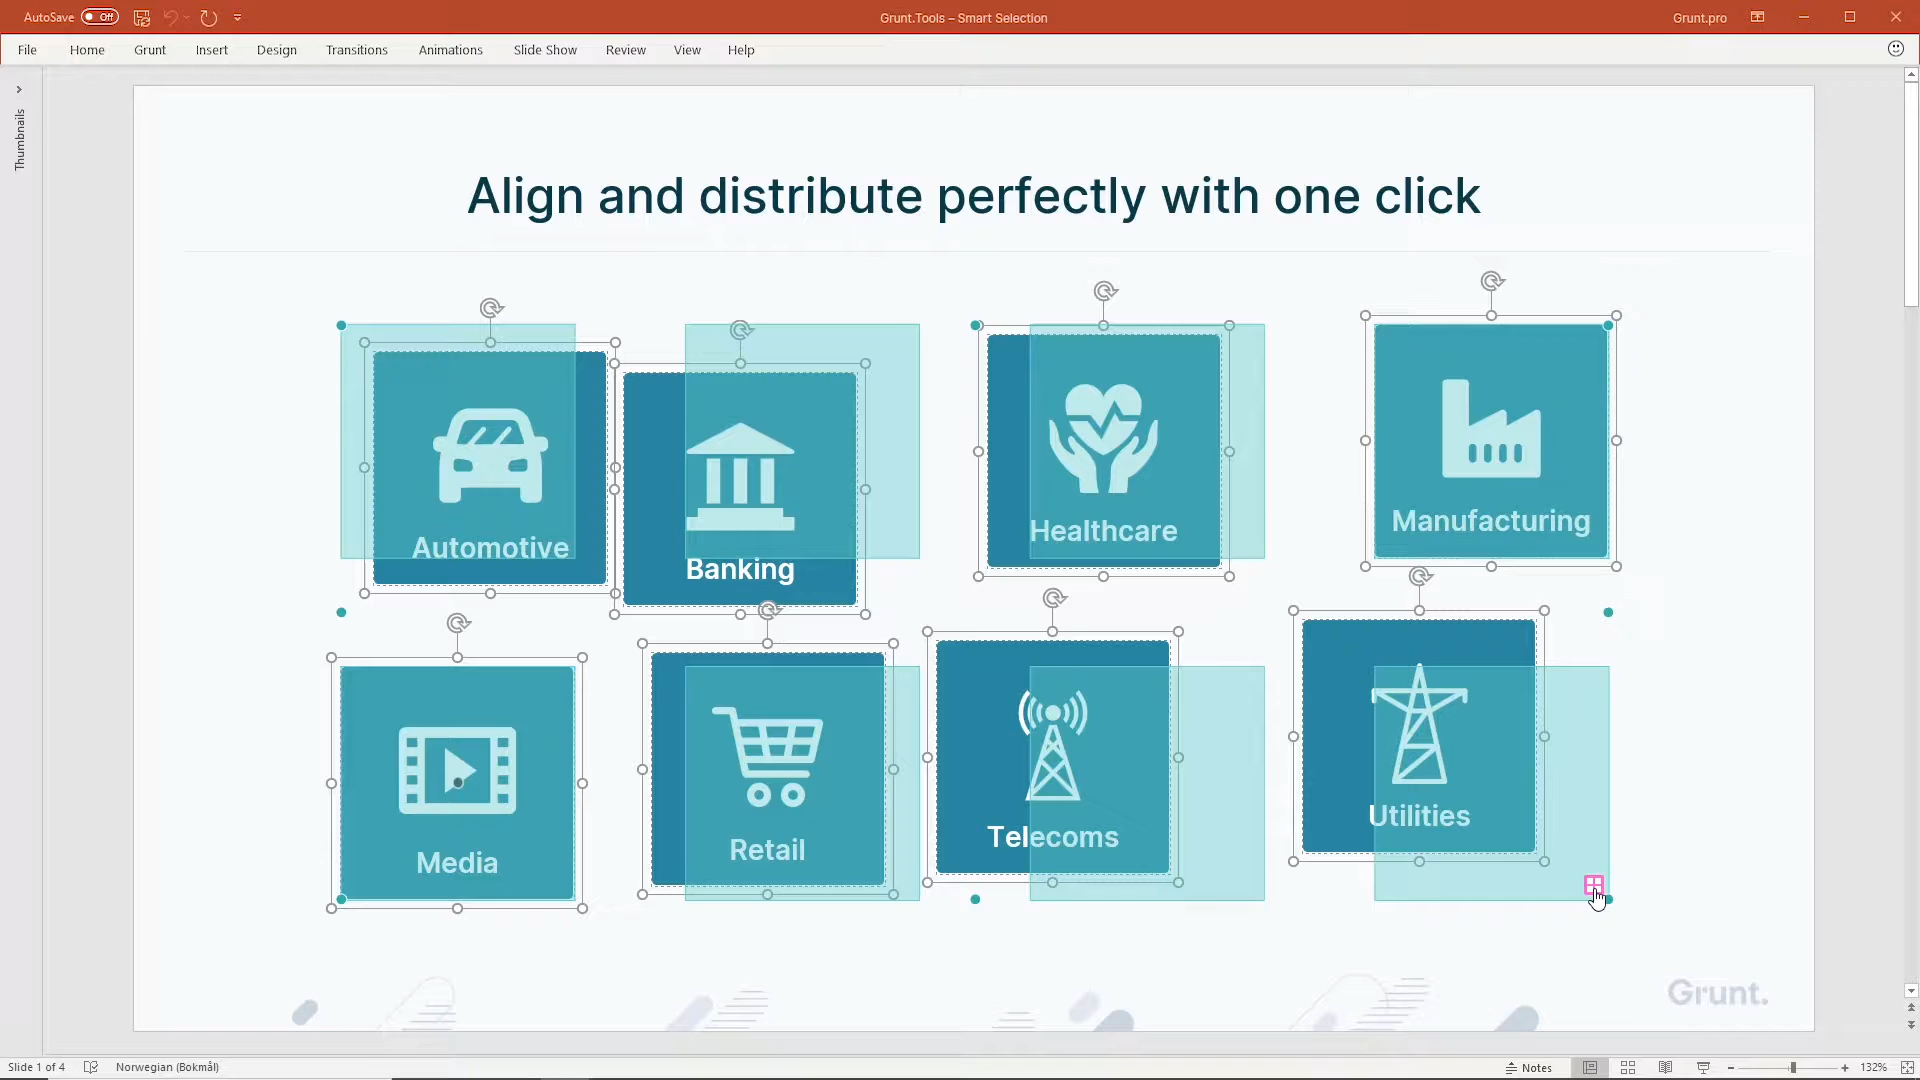 AutoSave Off
Grunt.Tools – Smart Selection
Grunt.pro
File Home Grunt Insert Design Transitions Animations Slide Show Review View Help
Thumbnails
Align and distribute perfectly with one click
Automotive
Banking
Healthcare
Manufacturing
Media
Retail
Telecoms
Utilities
Grunt.
Slide 1 of 4 Norwegian (Bokmål) Notes 132%